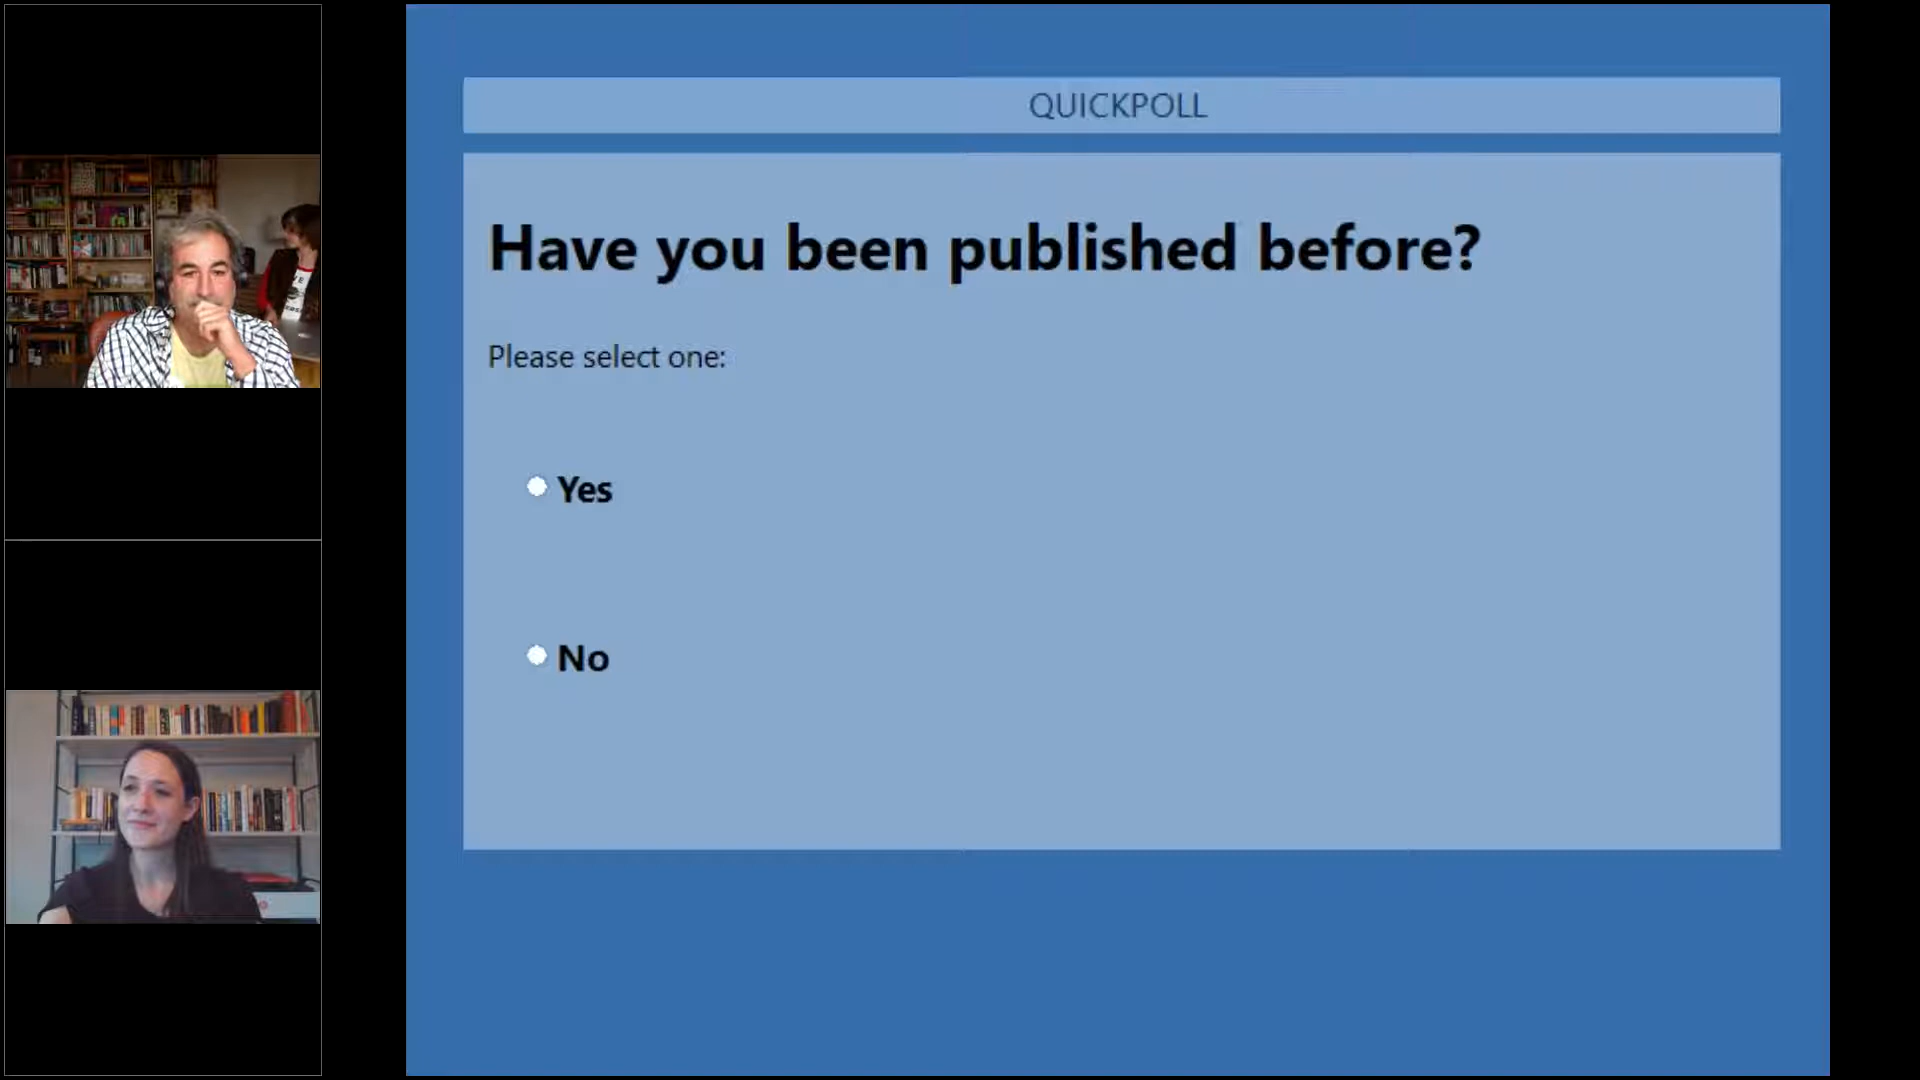 QUICKPOLL
Have you been published before?
Please select one:
Yes
No